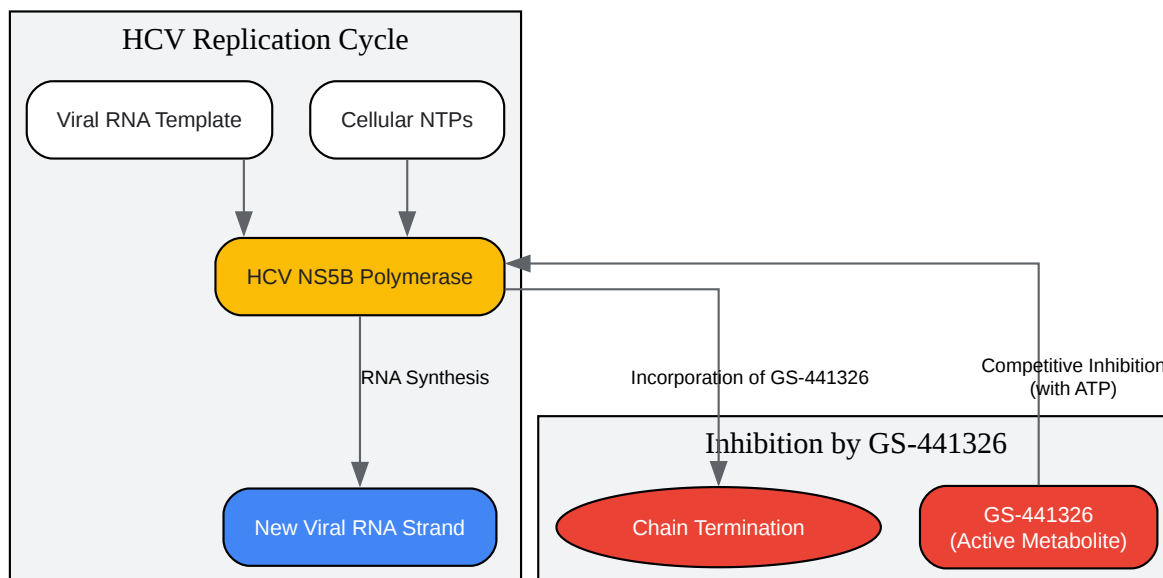 HCV Replication Cycle
Viral RNA Template
Cellular NTPs
HCV NS5B Polymerase
RNA Synthesis
Incorporation of GS-441326
Competitive Inhibition
(with ATP)
Inhibition by GS-441326
New Viral RNA Strand
Chain Termination
GS-441326
(Active Metabolite)